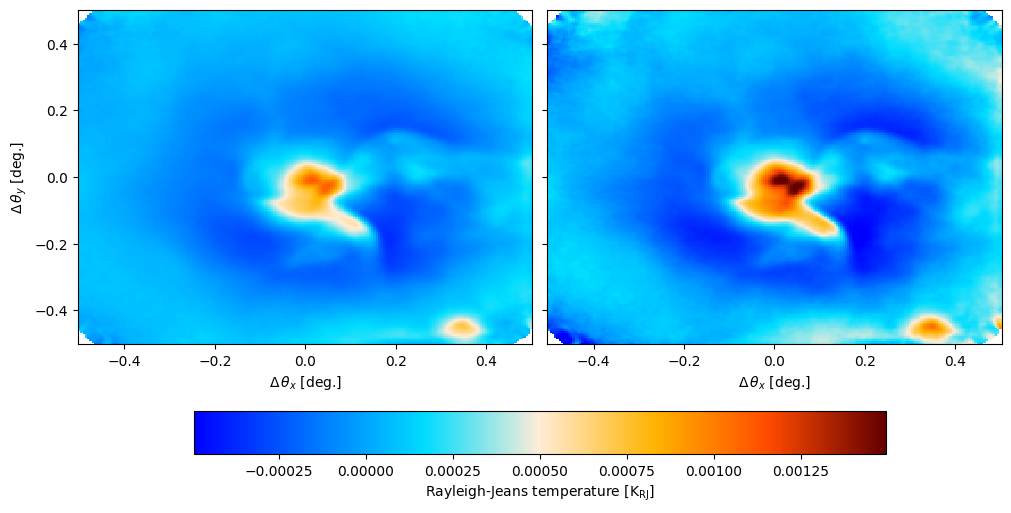 0.4
0.2
0.0
−0.2
−0.4
Δθy [deg.]
−0.4 −0.2 0.0 0.2 0.4
−0.4 −0.2 0.0 0.2 0.4
Δθx [deg.]
Δθx [deg.]
−0.00025 0.00000 0.00025 0.00050 0.00075 0.00100 0.00125
Rayleigh-Jeans temperature [KRJ]